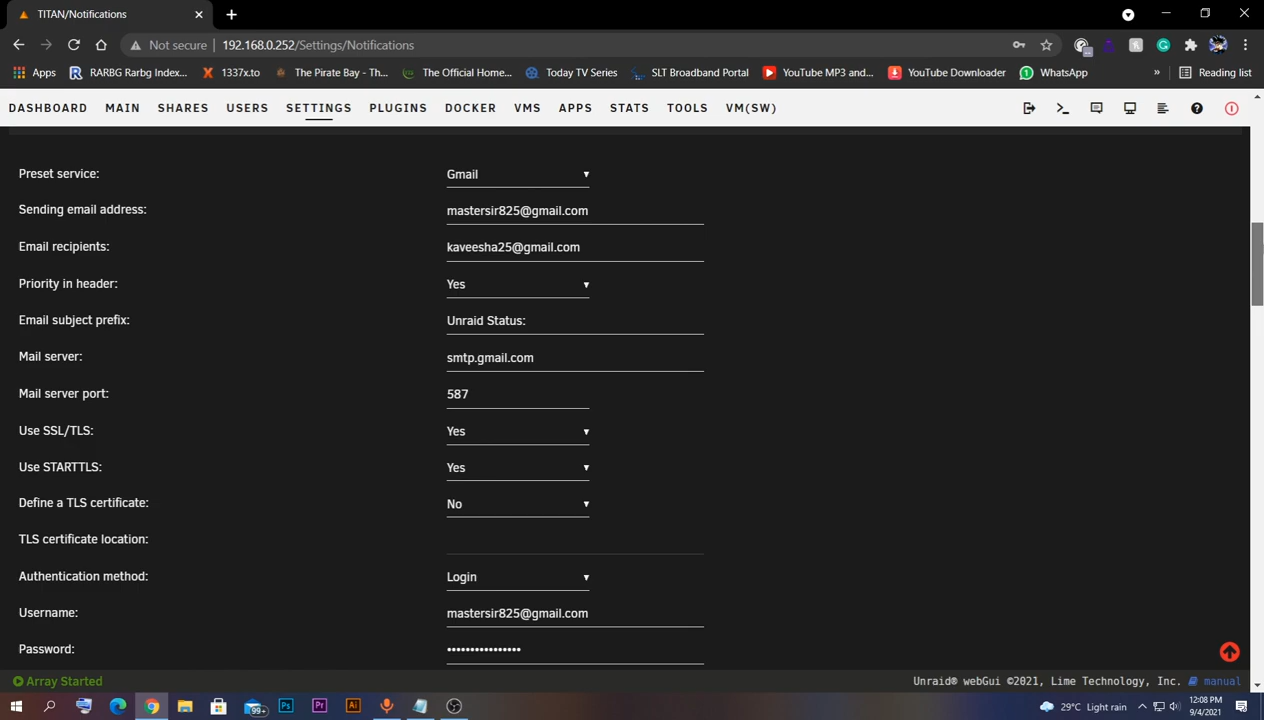 TITAN/Notifications
Not secure 192.168.0.252/Settings/Notifications
Apps RARBG Rarbg Index... 1337x.to The Pirate Bay - Th... The Official Home... Today TV Series SLT Broadband Portal YouTube MP3 and... YouTube Downloader WhatsApp » Reading list
DASHBOARD MAIN SHARES USERS SETTINGS PLUGINS DOCKER VMS APPS STATS TOOLS VM(SW)
Preset service: Gmail
Sending email address: mastersir825@gmail.com
Email recipients: kaveesha25@gmail.com
Priority in header: Yes
Email subject prefix: Unraid Status:
Mail server: smtp.gmail.com
Mail server port: 587
Use SSL/TLS: Yes
Use STARTTLS: Yes
Define a TLS certificate: No
TLS certificate location:
Authentication method: Login
Username: mastersir825@gmail.com
Password: ••••••••••••••••
Array Started Unraid® webGui ©2021, Lime Technology, Inc. manual
99+ 29°C Light rain 12:08 PM
9/4/2021